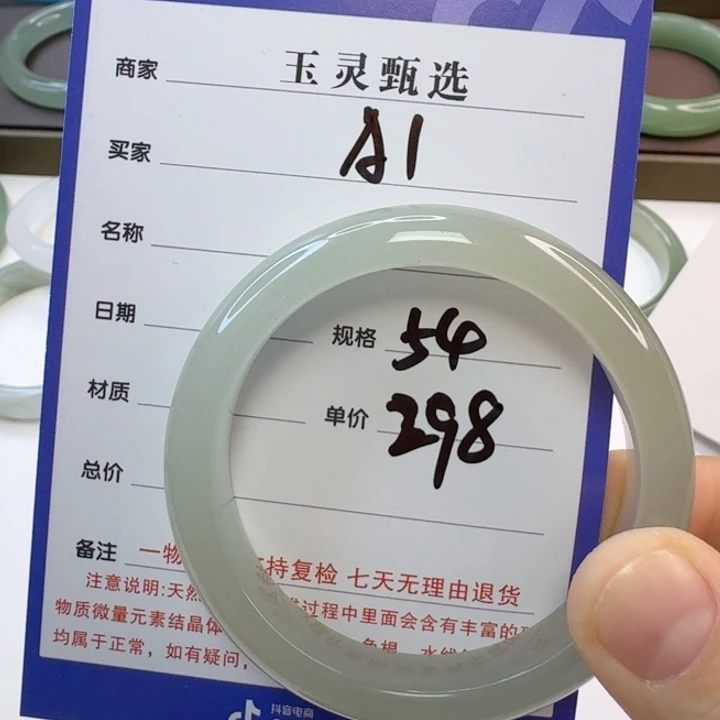 商家 玉灵甄选
买家 A1
名称
日期
规格 54
材质
单价 298
总价
备注 一物 持复检 七天无理由退货
注意说明:天然 过程中里面会含有丰富的
物质微量元素结晶体
均属于正常,如有疑问, 色根、水线
抖音电商